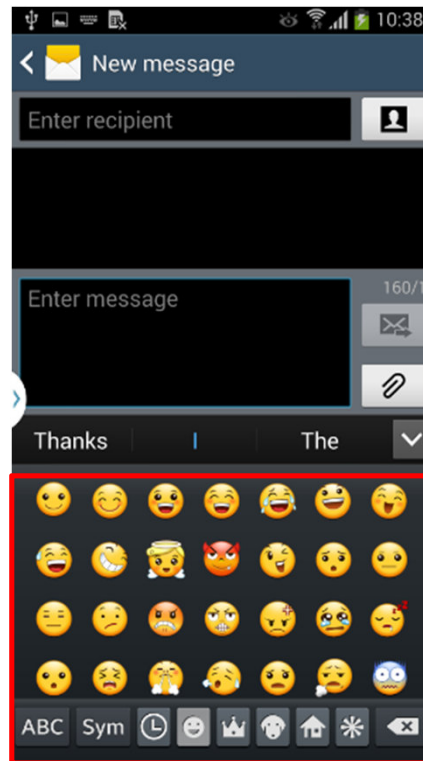 10:38
New message
Enter recipient
160/1
Enter message
Thanks I The
ABC Sym